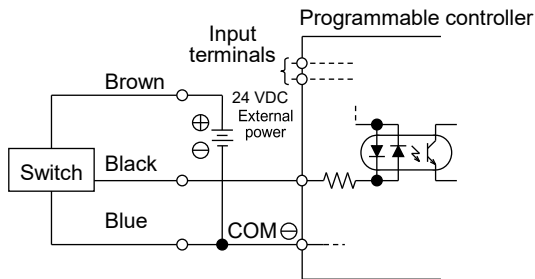 Programmable controller
Input
terminals
Brown
24 VDC
External
power
⊕
⊖
Switch
Black
Blue
COM ⊖